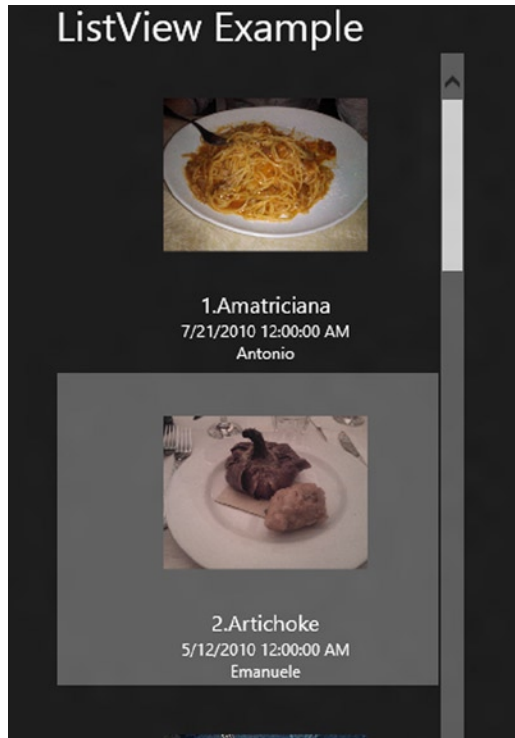 ListView Example
1.Amatriciana
7/21/2010 12:00:00 AM
Antonio
2.Artichoke
5/12/2010 12:00:00 AM
Emanuele